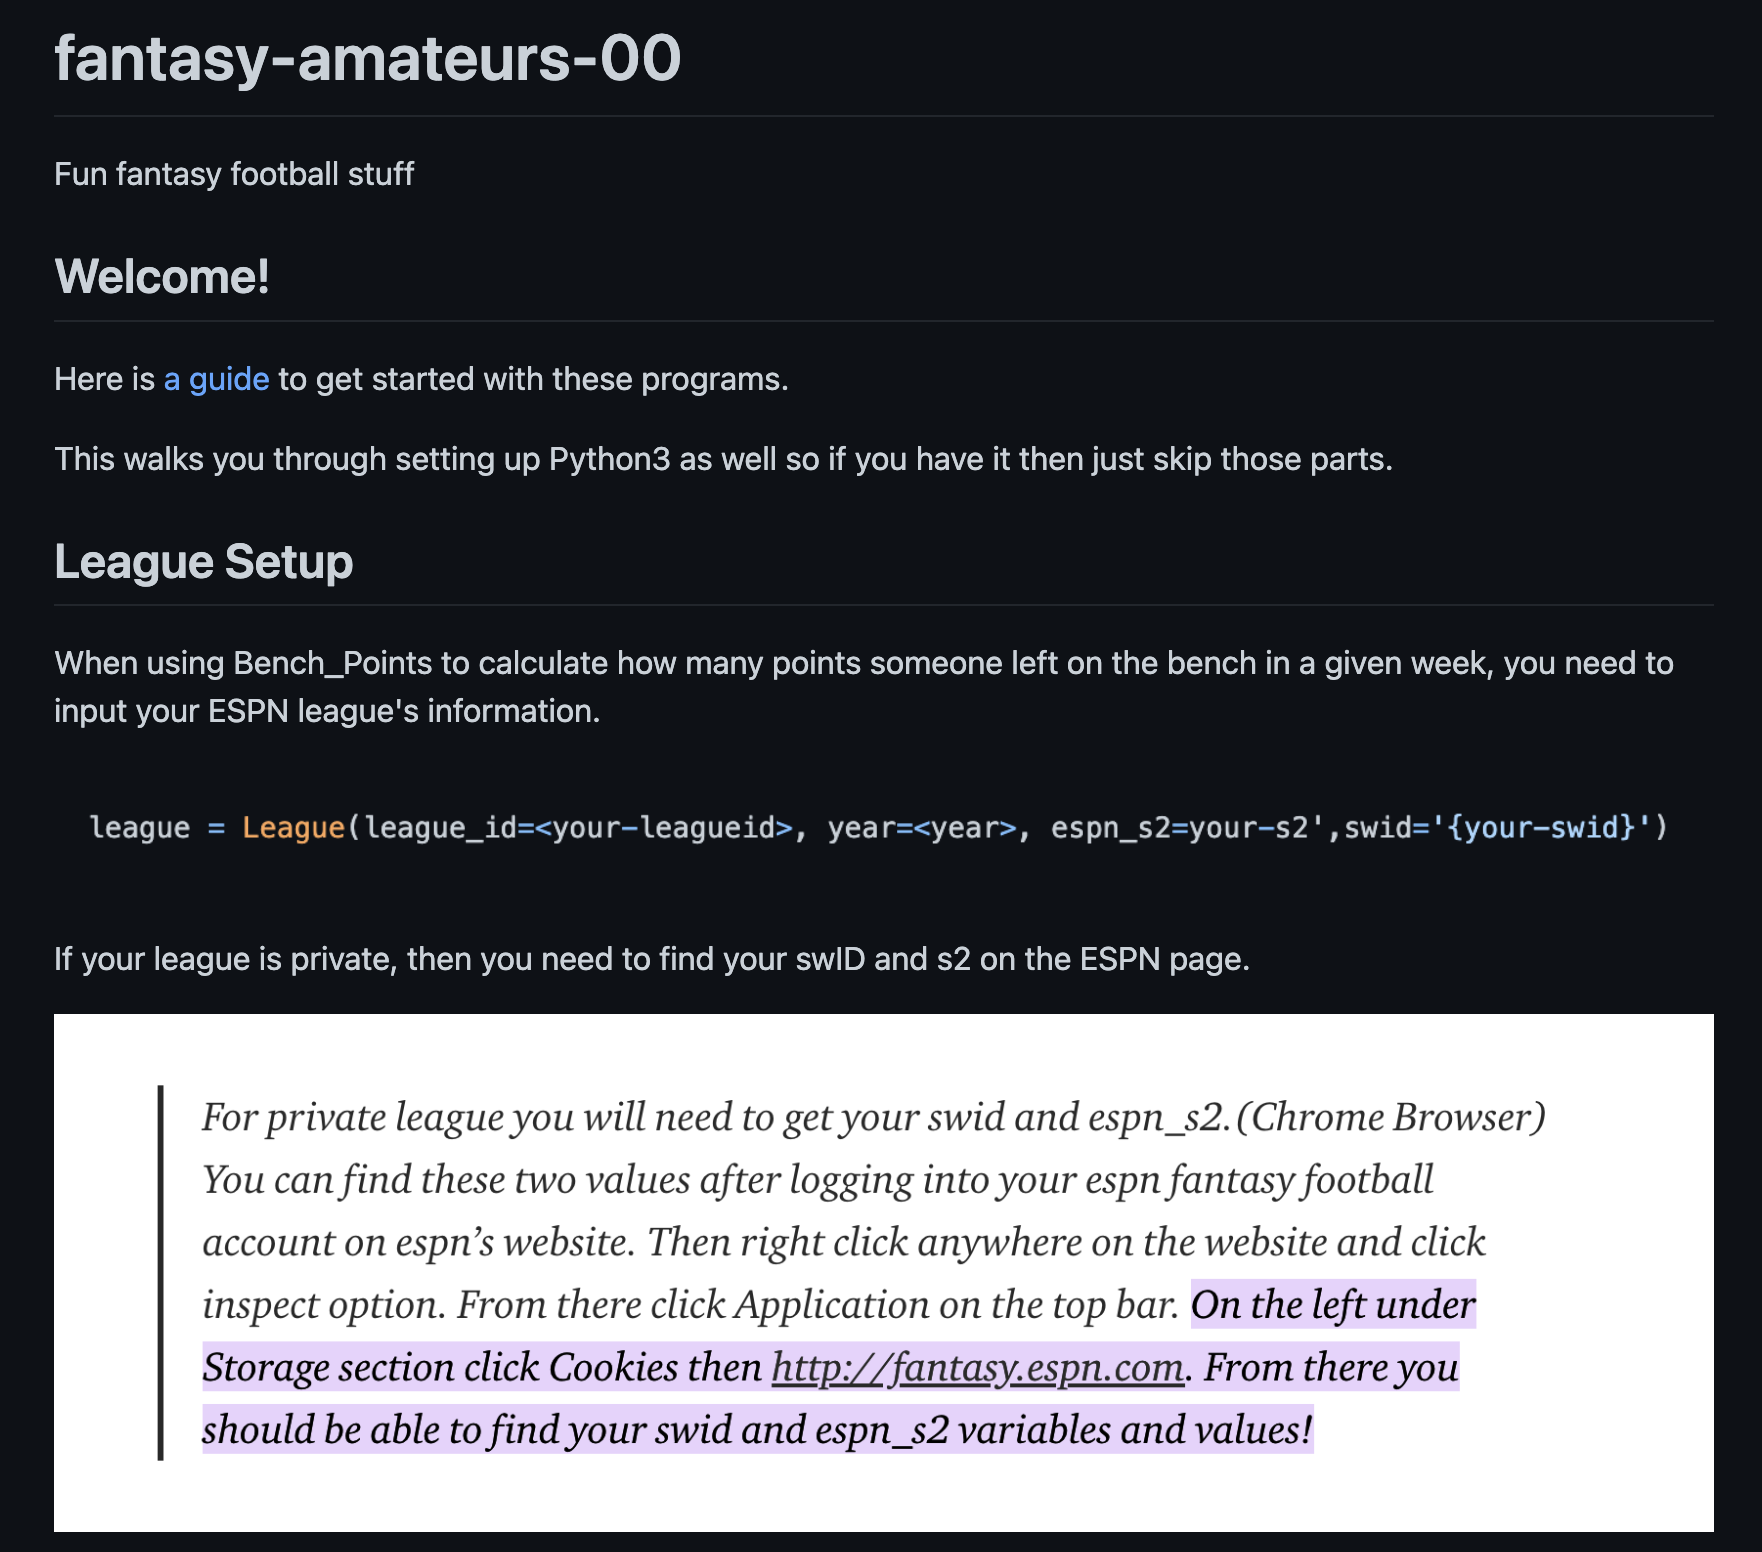 fantasy-amateurs-00
Fun fantasy football stuff
Welcome!
Here is a guide to get started with these programs.
This walks you through setting up Python3 as well so if you have it then just skip those parts.
League Setup
When using Bench_Points to calculate how many points someone left on the bench in a given week, you need to
input your ESPN league's information.
league = League(league_id=<your-leagueid>, year=<year>, espn_s2=your-s2',swid='{your-swid}')
If your league is private, then you need to find your swID and s2 on the ESPN page.
For private league you will need to get your swid and espn_s2.(Chrome Browser)
You can find these two values after logging into your espn fantasy football
account on espn’s website. Then right click anywhere on the website and click
inspect option. From there click Application on the top bar. On the left under
Storage section click Cookies then http://fantasy.espn.com. From there you
should be able to find your swid and espn_s2 variables and values!